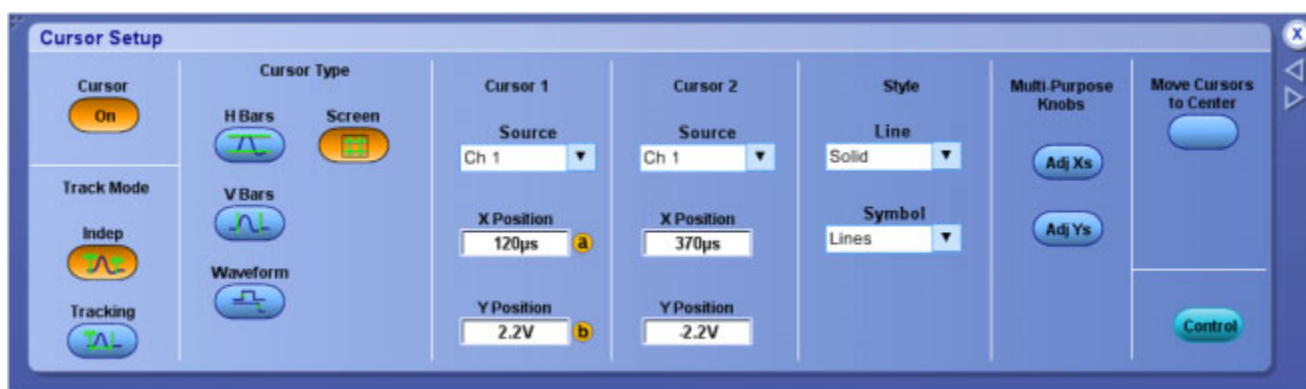 Cursor Setup
X
Cursor
On
Track Mode
Indep
Tracking
Cursor Type
H Bars
Screen
V Bars
Waveform
Cursor 1
Source
Ch 1
X Position
120µs
a
Y Position
2.2V
b
Cursor 2
Source
Ch 1
X Position
370µs
Y Position
-2.2V
Style
Line
Solid
Symbol
Lines
Multi-Purpose
Knobs
Adj Xs
Adj Ys
Move Cursors
to Center
Control